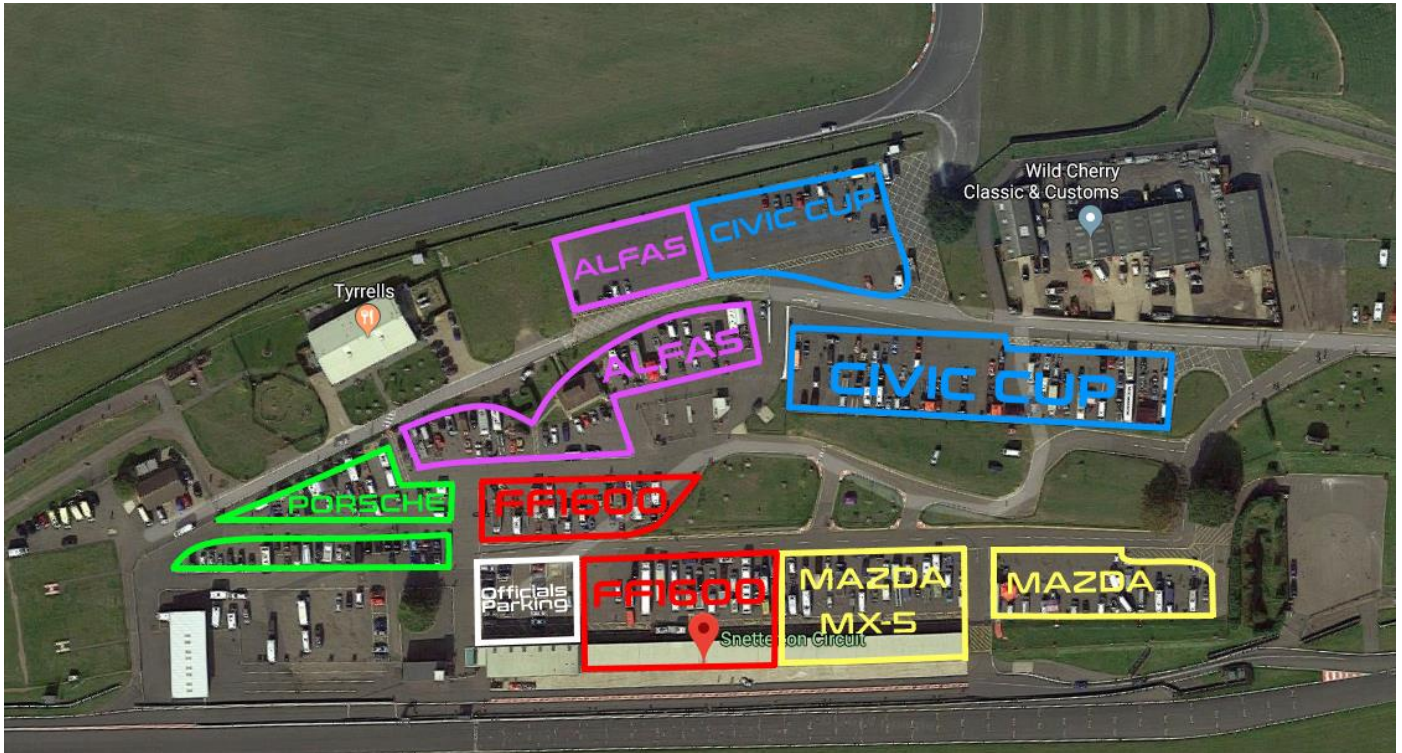 Wild Cherry
Classic & Customs
CIVIC CUP
ALFAS
Tyrrells
ALFAS
CIVIC CUP
PORSCHE
FF1600
Officials
Parking
FF1600
MAZDA
MX-5
MAZDA
Snetterton Circuit